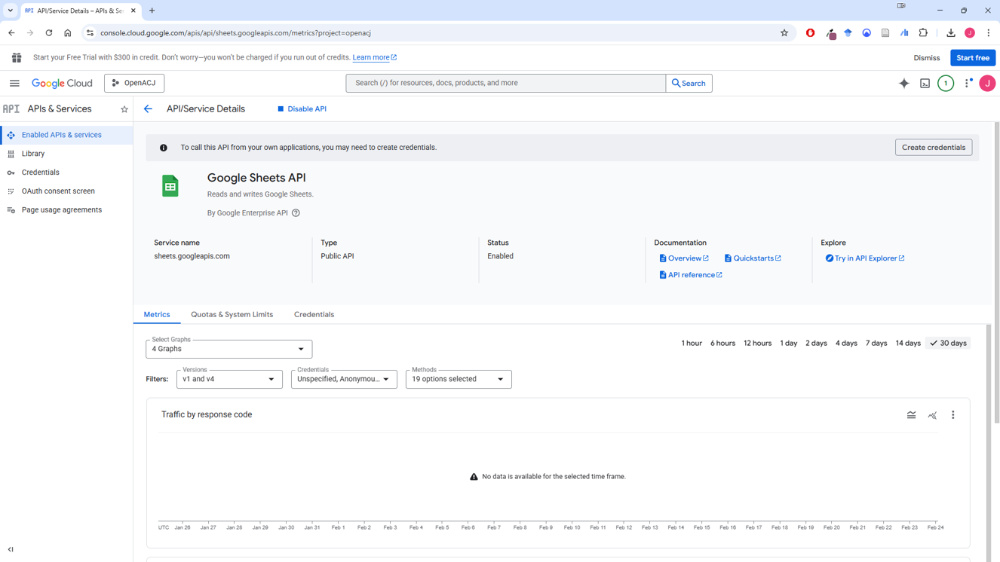 API API/Service Details – APIs & Ser
console.cloud.google.com/apis/api/sheets.googleapis.com/metrics?project=openacj
J
Start your Free Trial with $300 in credit. Don't worry—you won't be charged if you run out of credits. Learn more
Dismiss
Start free
Google Cloud
OpenACJ
Search (/) for resources, docs, products, and more
Search
1
J
API APIs & Services
API/Service Details
Disable API
Enabled APIs & services
Library
Credentials
OAuth consent screen
Page usage agreements
To call this API from your own applications, you may need to create credentials.
Create credentials
Google Sheets API
Reads and writes Google Sheets.
By Google Enterprise API
Service name
sheets.googleapis.com
Type
Public API
Status
Enabled
Documentation
Overview
Quickstarts
API reference
Explore
Try in API Explorer
Metrics
Quotas & System Limits
Credentials
Select Graphs
4 Graphs
1 hour 6 hours 12 hours 1 day 2 days 4 days 7 days 14 days 30 days
Filters:
Versions
v1 and v4
Credentials
Unspecified, Anonymou...
Methods
19 options selected
Traffic by response code
No data is available for the selected time frame.
UTC Jan 26 Jan 27 Jan 28 Jan 29 Jan 30 Jan 31 Feb 1 Feb 2 Feb 3 Feb 4 Feb 5 Feb 6 Feb 7 Feb 8 Feb 9 Feb 10 Feb 11 Feb 12 Feb 13 Feb 14 Feb 15 Feb 16 Feb 17 Feb 18 Feb 19 Feb 20 Feb 21 Feb 22 Feb 23 Feb 24